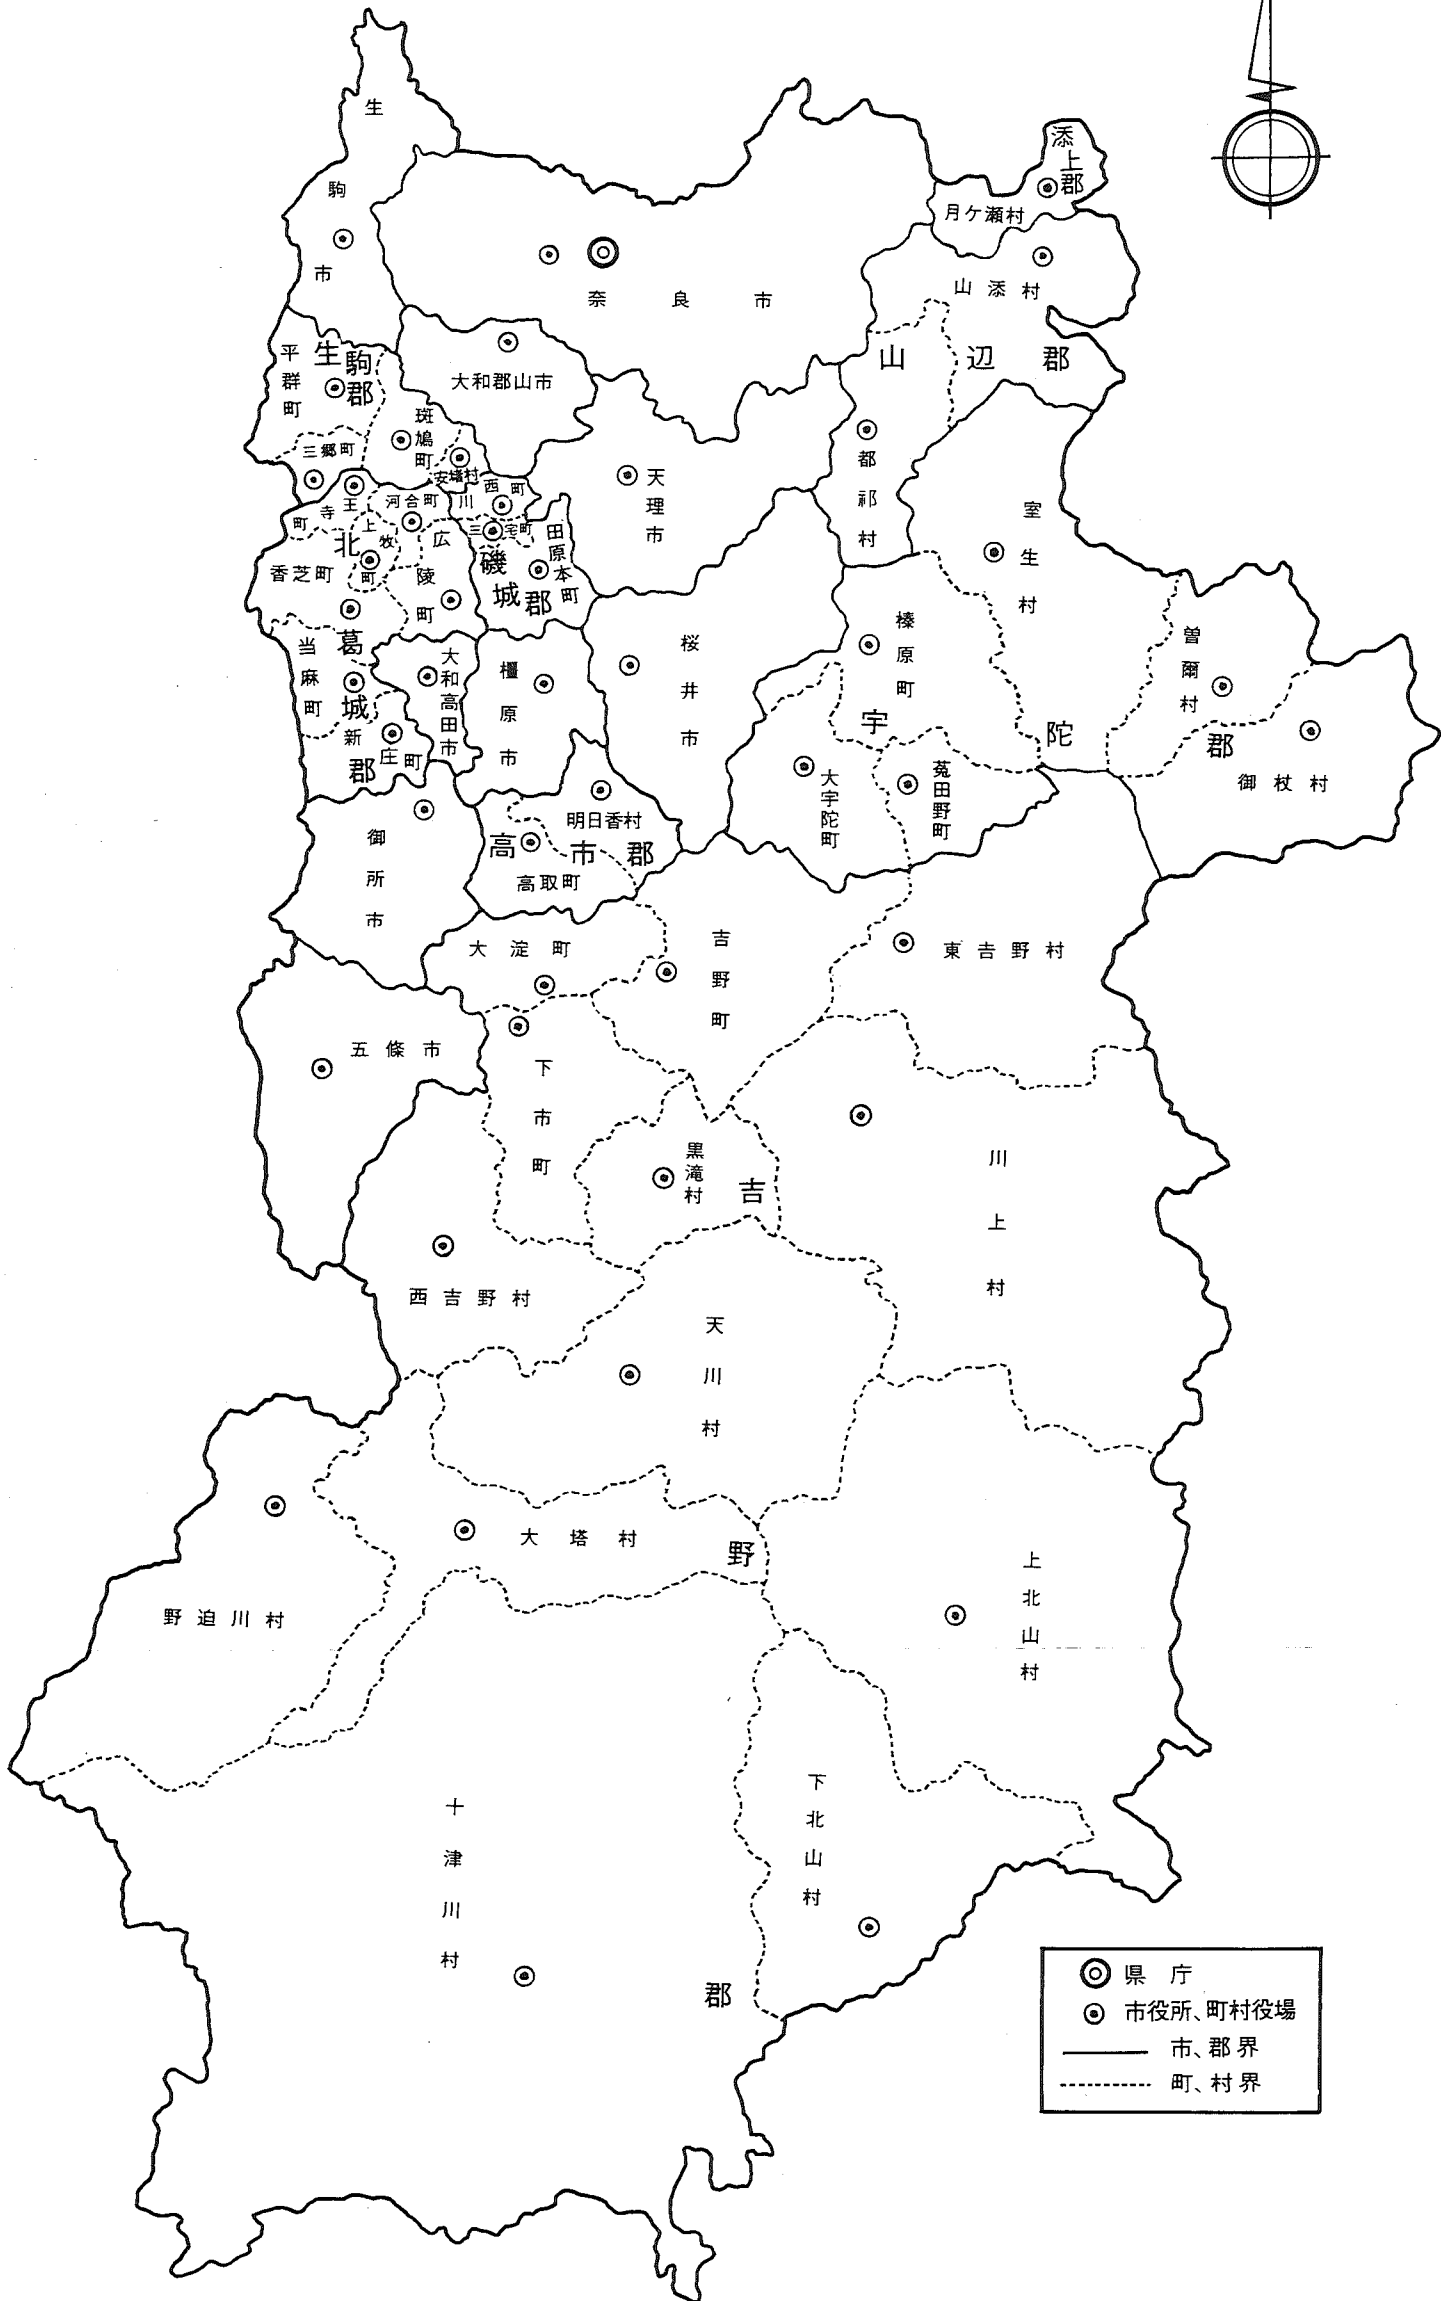 添上郡
月ケ瀬村
山添村
山辺郡
都祁村
生駒市
奈良市
大和郡山市
生駒郡
平群町
三郷町
斑鳩町
安堵村
天理市
王寺町
河合町
上牧町
広陵町
香芝町
当麻町
新庄町
北葛城郡
川西町
三宅町
田原本町
磯城郡
大和高田市
橿原市
桜井市
室生村
榛原町
大宇陀町
菟田野町
曽爾村
御杖村
宇陀郡
御所市
明日香村
高取町
高市郡
五條市
大淀町
吉野町
東吉野村
下市町
黒滝村
川上村
西吉野村
天川村
大塔村
野迫川村
上北山村
下北山村
十津川村
吉野郡
県庁
市役所、町村役場
市、郡界
町、村界